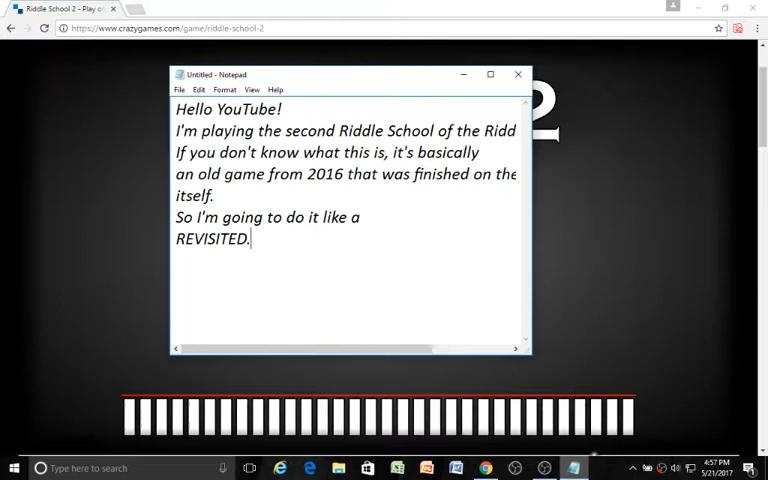 Riddle School 2 - Play o
https://www.crazygames.com/game/riddle-school-2
2
Untitled - Notepad
File Edit Format View Help
Hello YouTube!
I'm playing the second Riddle School of the Ridd
If you don't know what this is, it's basically
an old game from 2016 that was finished on the
itself.
So I'm going to do it like a
REVISITED.
Type here to search
4:57 PM
5/21/2017